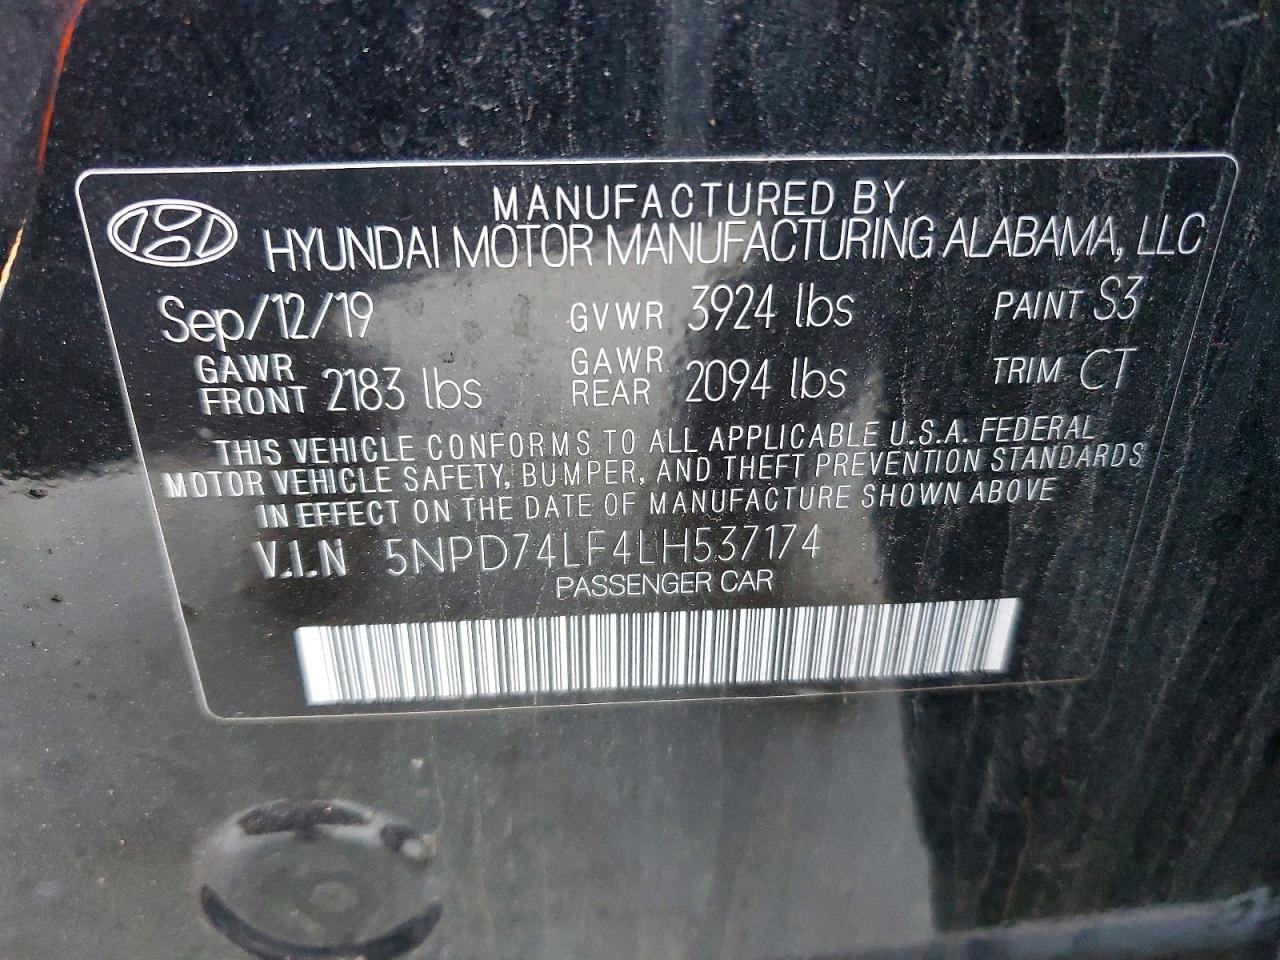 MANUFACTURED BY
HYUNDAI MOTOR MANUFACTURING ALABAMA, LLC
Sep/12/19 GVWR 3924 lbs PAINT S3
GAWR FRONT 2183 lbs GAWR REAR 2094 lbs TRIM CT
THIS VEHICLE CONFORMS TO ALL APPLICABLE U.S.A. FEDERAL
MOTOR VEHICLE SAFETY, BUMPER, AND THEFT PREVENTION STANDARDS
IN EFFECT ON THE DATE OF MANUFACTURE SHOWN ABOVE
V.I.N 5NPD74LF4LH537174
PASSENGER CAR